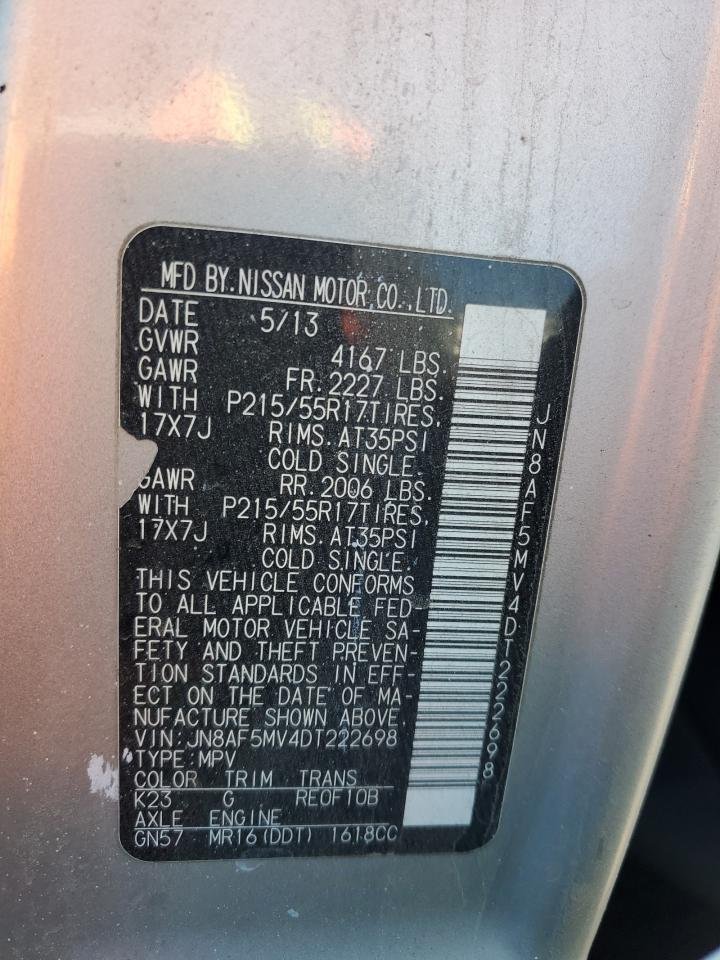 MFD BY. NISSAN MOTOR CO., LTD.
DATE 5/13
GVWR 4167 LBS.
GAWR FR. 2227 LBS.
WITH P215/55R17TIRES,
17X7J RIMS. AT35PSI
COLD SINGLE.
GAWR RR. 2006 LBS.
WITH P215/55R17TIRES,
17X7J RIMS. AT35PSI
COLD SINGLE.
THIS VEHICLE CONFORMS
TO ALL APPLICABLE FED-
ERAL MOTOR VEHICLE SA-
FETY AND THEFT PREVEN-
TION STANDARDS IN EFF-
ECT ON THE DATE OF MA-
NUFACTURE SHOWN ABOVE.
VIN: JN8AF5MV4DT222698
TYPE: MPV
COLOR TRIM TRANS
K23 G RE0F10B
AXLE ENGINE
GN57 MR16(DDT) 1618CC
JN8AF5MV4DT222698